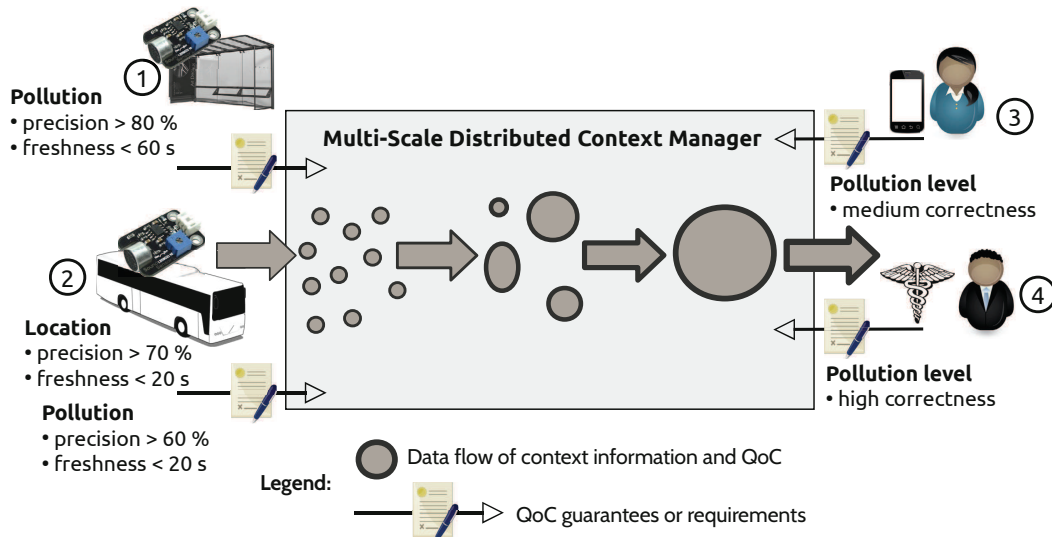 1
Pollution
• precision > 80 %
• freshness < 60 s
2
Location
• precision > 70 %
• freshness < 20 s
Pollution
• precision > 60 %
• freshness < 20 s
Multi-Scale Distributed Context Manager
3
Pollution level
• medium correctness
4
Pollution level
• high correctness
Legend:
Data flow of context information and QoC
QoC guarantees or requirements